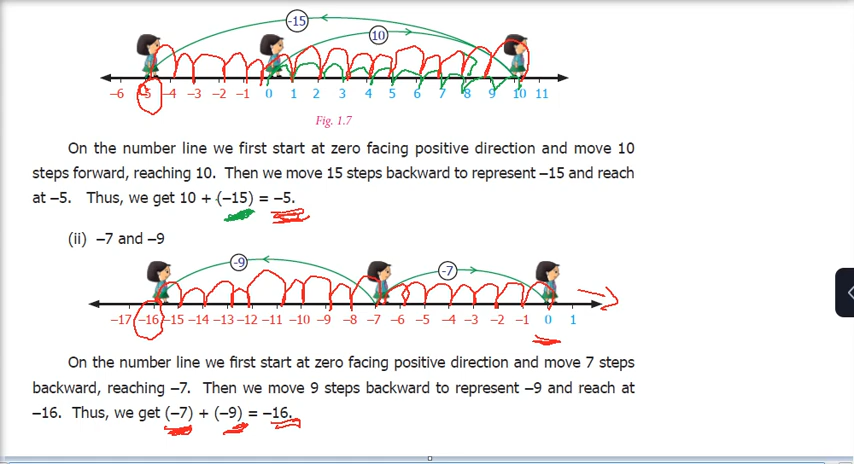 -15
10
–6 –5 –4 –3 –2 –1 0 1 2 3 4 5 6 7 8 9 10 11
Fig. 1.7
On the number line we first start at zero facing positive direction and move 10
steps forward, reaching 10. Then we move 15 steps backward to represent –15 and reach
at –5. Thus, we get 10 + (–15) = –5.
(ii) –7 and –9
-9
-7
–17 –16 –15 –14 –13 –12 –11 –10 –9 –8 –7 –6 –5 –4 –3 –2 –1 0 1
On the number line we first start at zero facing positive direction and move 7 steps
backward, reaching –7. Then we move 9 steps backward to represent –9 and reach at
–16. Thus, we get (–7) + (–9) = –16.